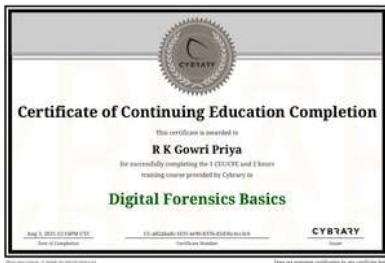 CYBRARY
Certificate of Continuing Education Completion
This certificate is awarded to
R K Gowri Priya
for successfully completing the 1 CEU/CPE and 2 hours
training course provided by Cybrary in
Digital Forensics Basics
CYBRARY
Date of Completion
Certificate Number
Issuer